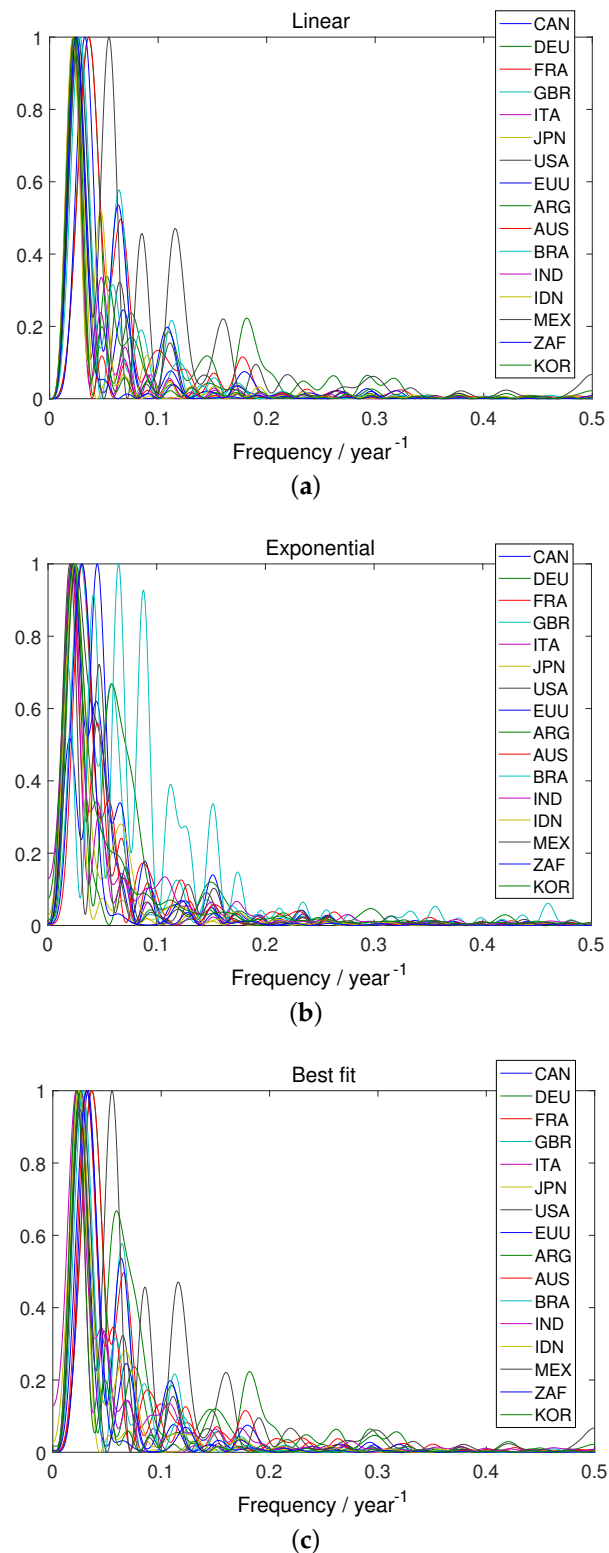 Linear
1
0.8
0.6
0.4
0.2
0
0 0.1 0.2 0.3 0.4 0.5
Frequency / year-1
CAN
DEU
FRA
GBR
ITA
JPN
USA
EUU
ARG
AUS
BRA
IND
IDN
MEX
ZAF
KOR
(a)
Exponential
1
0.8
0.6
0.4
0.2
0
0 0.1 0.2 0.3 0.4 0.5
Frequency / year-1
CAN
DEU
FRA
GBR
ITA
JPN
USA
EUU
ARG
AUS
BRA
IND
IDN
MEX
ZAF
KOR
(b)
Best fit
1
0.8
0.6
0.4
0.2
0
0 0.1 0.2 0.3 0.4 0.5
Frequency / year-1
CAN
DEU
FRA
GBR
ITA
JPN
USA
EUU
ARG
AUS
BRA
IND
IDN
MEX
ZAF
KOR
(c)